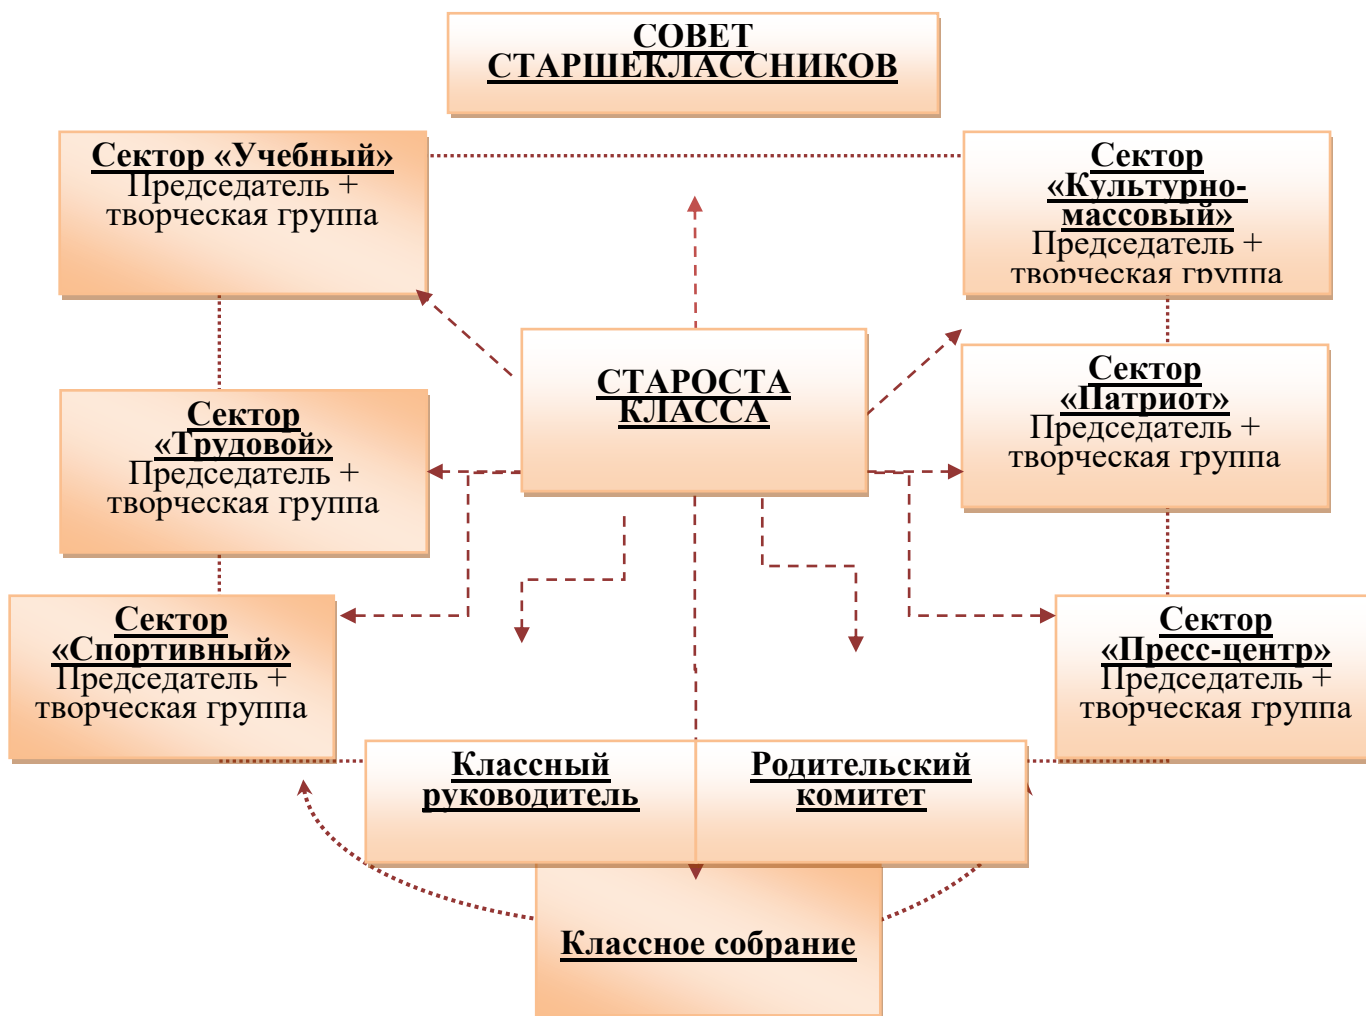 СОВЕТ
СТАРШЕКЛАССНИКОВ
Сектор «Учебный»
Председатель +
творческая группа
Сектор
«Культурно-
массовый»
Председатель +
творческая группа
СТАРОСТА
КЛАССА
Сектор
«Патриот»
Председатель +
творческая группа
Сектор
«Трудовой»
Председатель +
творческая группа
Сектор
«Спортивный»
Председатель +
творческая группа
Сектор
«Пресс-центр»
Председатель +
творческая группа
Классный
руководитель
Родительский
комитет
Классное собрание